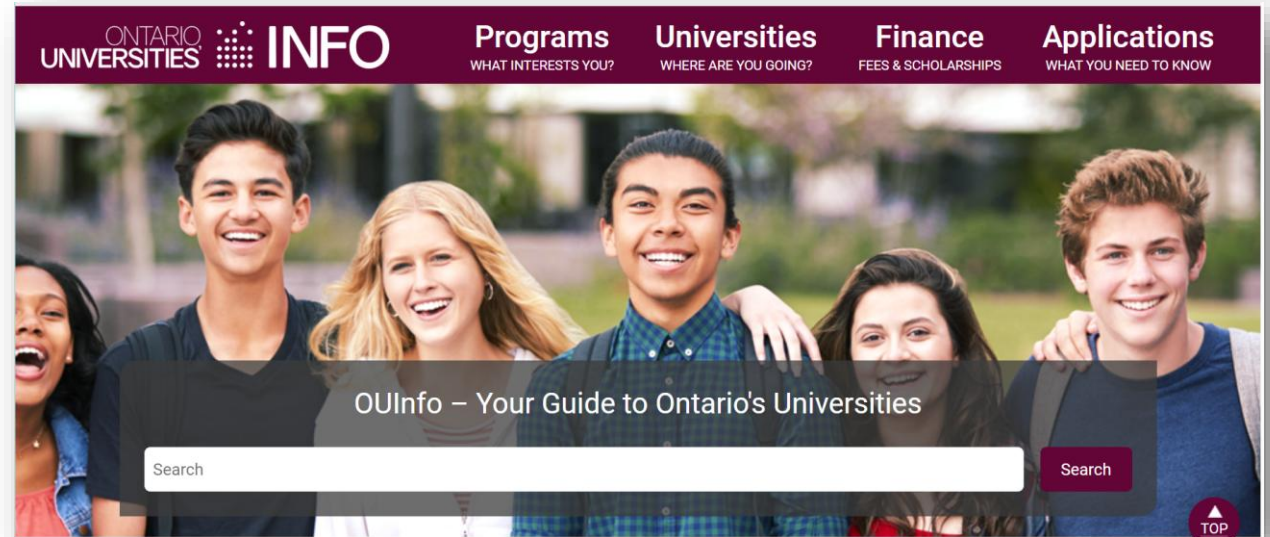 ONTARIO
UNIVERSITIES
INFO
Programs
WHAT INTERESTS YOU?
Universities
WHERE ARE YOU GOING?
Finance
FEES & SCHOLARSHIPS
Applications
WHAT YOU NEED TO KNOW
OUInfo – Your Guide to Ontario's Universities
Search
Search
TOP